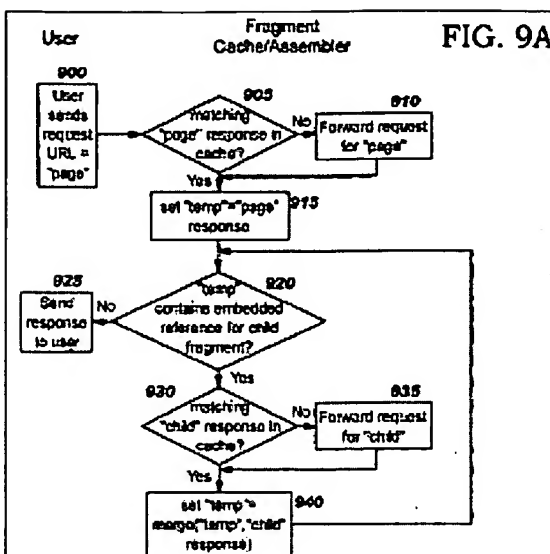 User
Fragment
Cache/Assembler
FIG. 9A
900
User
sends
request
URL =
"page"
905
matching
"page" response in
cache?
No
910
Forward request
for "page"
Yes
915
set "temp"="page"
response
925
Send
response
to user
No
920
"temp"
contains embedded
reference for child
fragment?
Yes
930
matching
"child" response in
cache?
No
935
Forward request
for "child"
Yes
940
set "temp"=
merge("temp","child"
response)